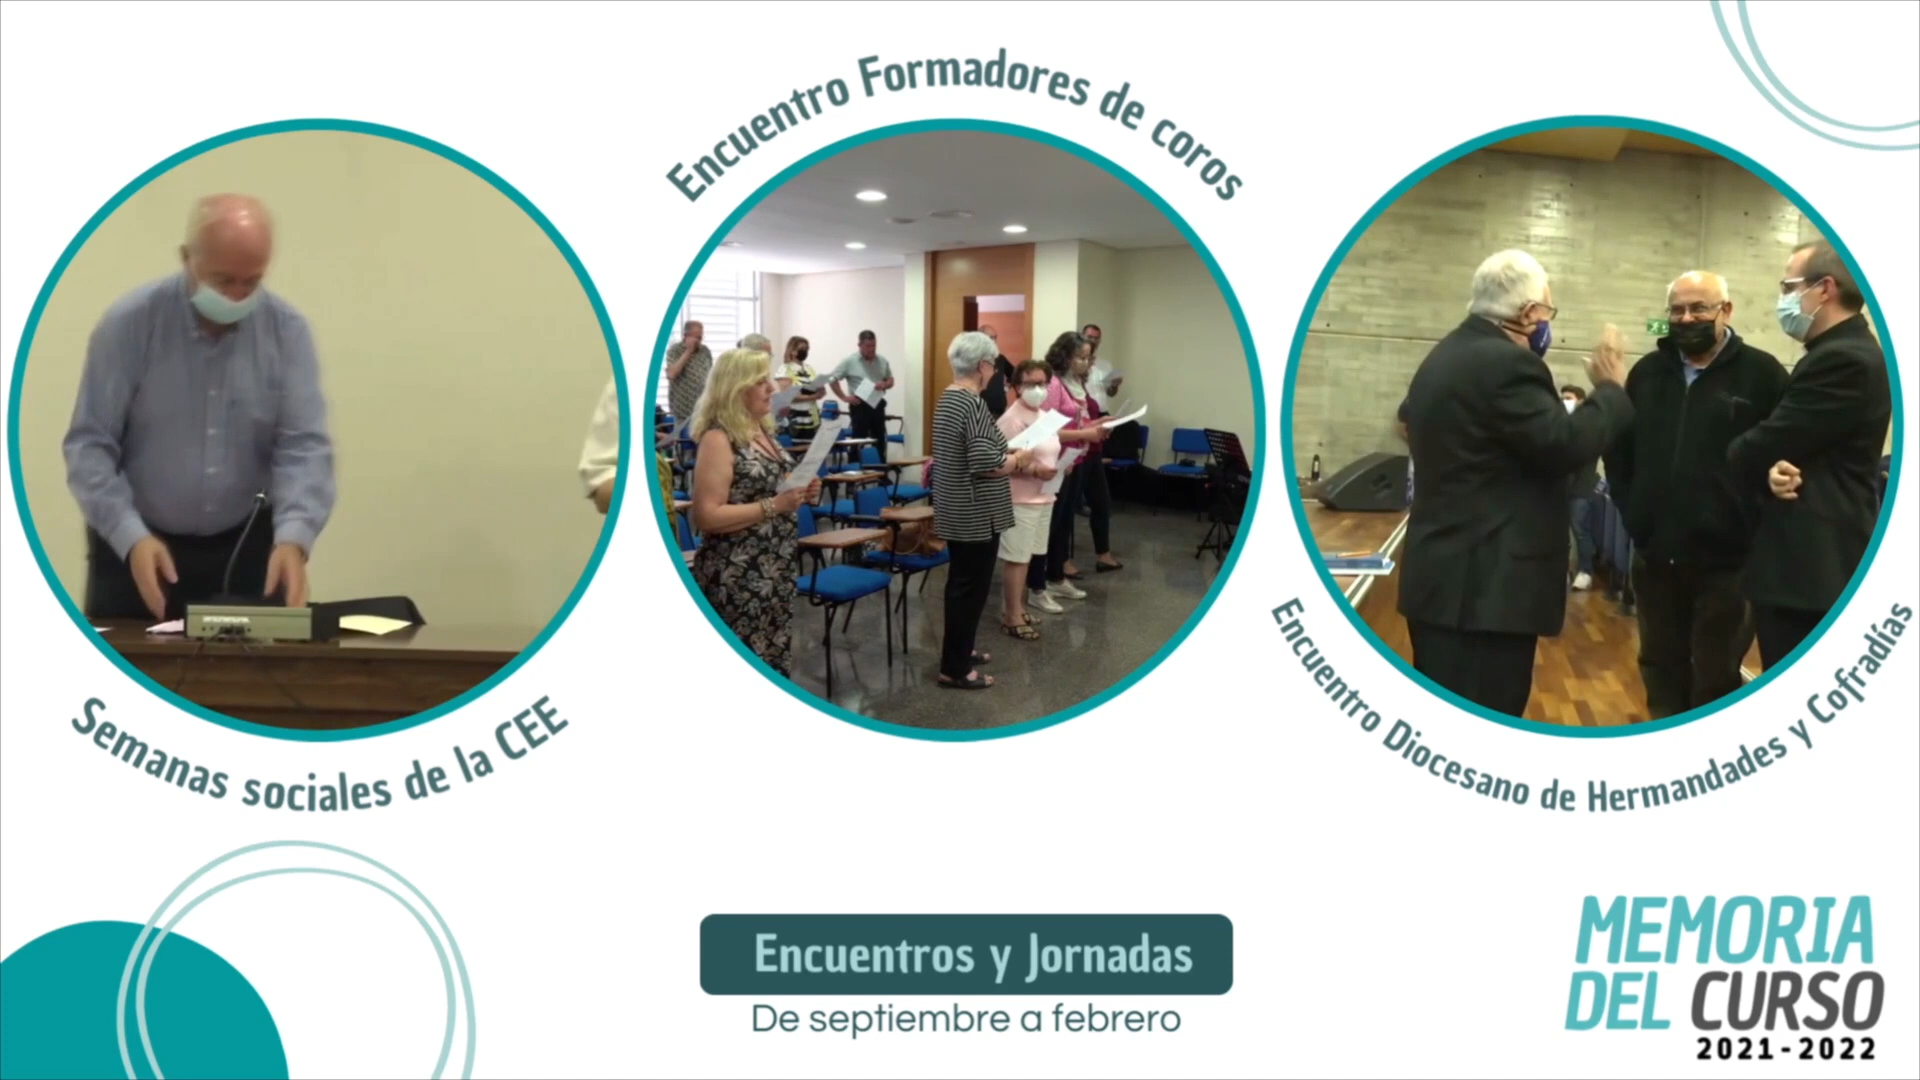 Encuentro Formadores de coros
Semanas sociales de la CEE
Encuentro Diocesano de Hermandades y Cofradías
Encuentros y Jornadas
De septiembre a febrero
MEMORIA
DEL CURSO
2021-2022